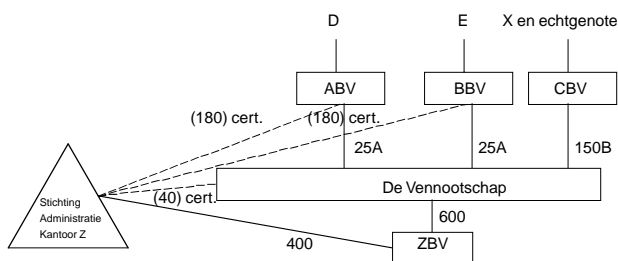 D E X en echtgenote
ABV BBV CBV
(180) cert. (180) cert.
25A 25A 150B
De Vennootschap
(40) cert.
Stichting
Administratie
Kantoor Z
600
400
ZBV